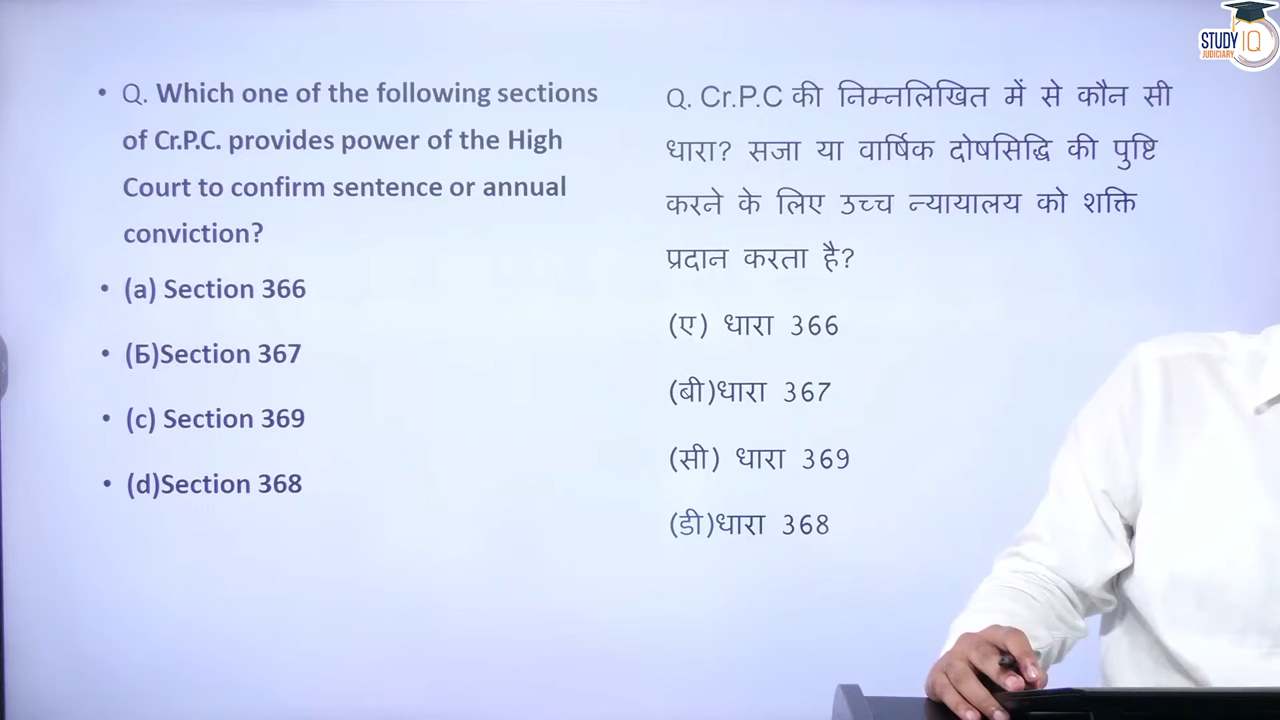 STUDY IQ
JUDICIARY
• Q. Which one of the following sections
of Cr.P.C. provides power of the High
Court to confirm sentence or annual
conviction?
• (a) Section 366
• (Б)Section 367
• (c) Section 369
• (d)Section 368
Q. Cr.P.C की निम्नलिखित में से कौन सी
धारा? सजा या वार्षिक दोषसिद्धि की पुष्टि
करने के लिए उच्च न्यायालय को शक्ति
प्रदान करता है?
(ए) धारा 366
(बी)धारा 367
(सी) धारा 369
(डी)धारा 368